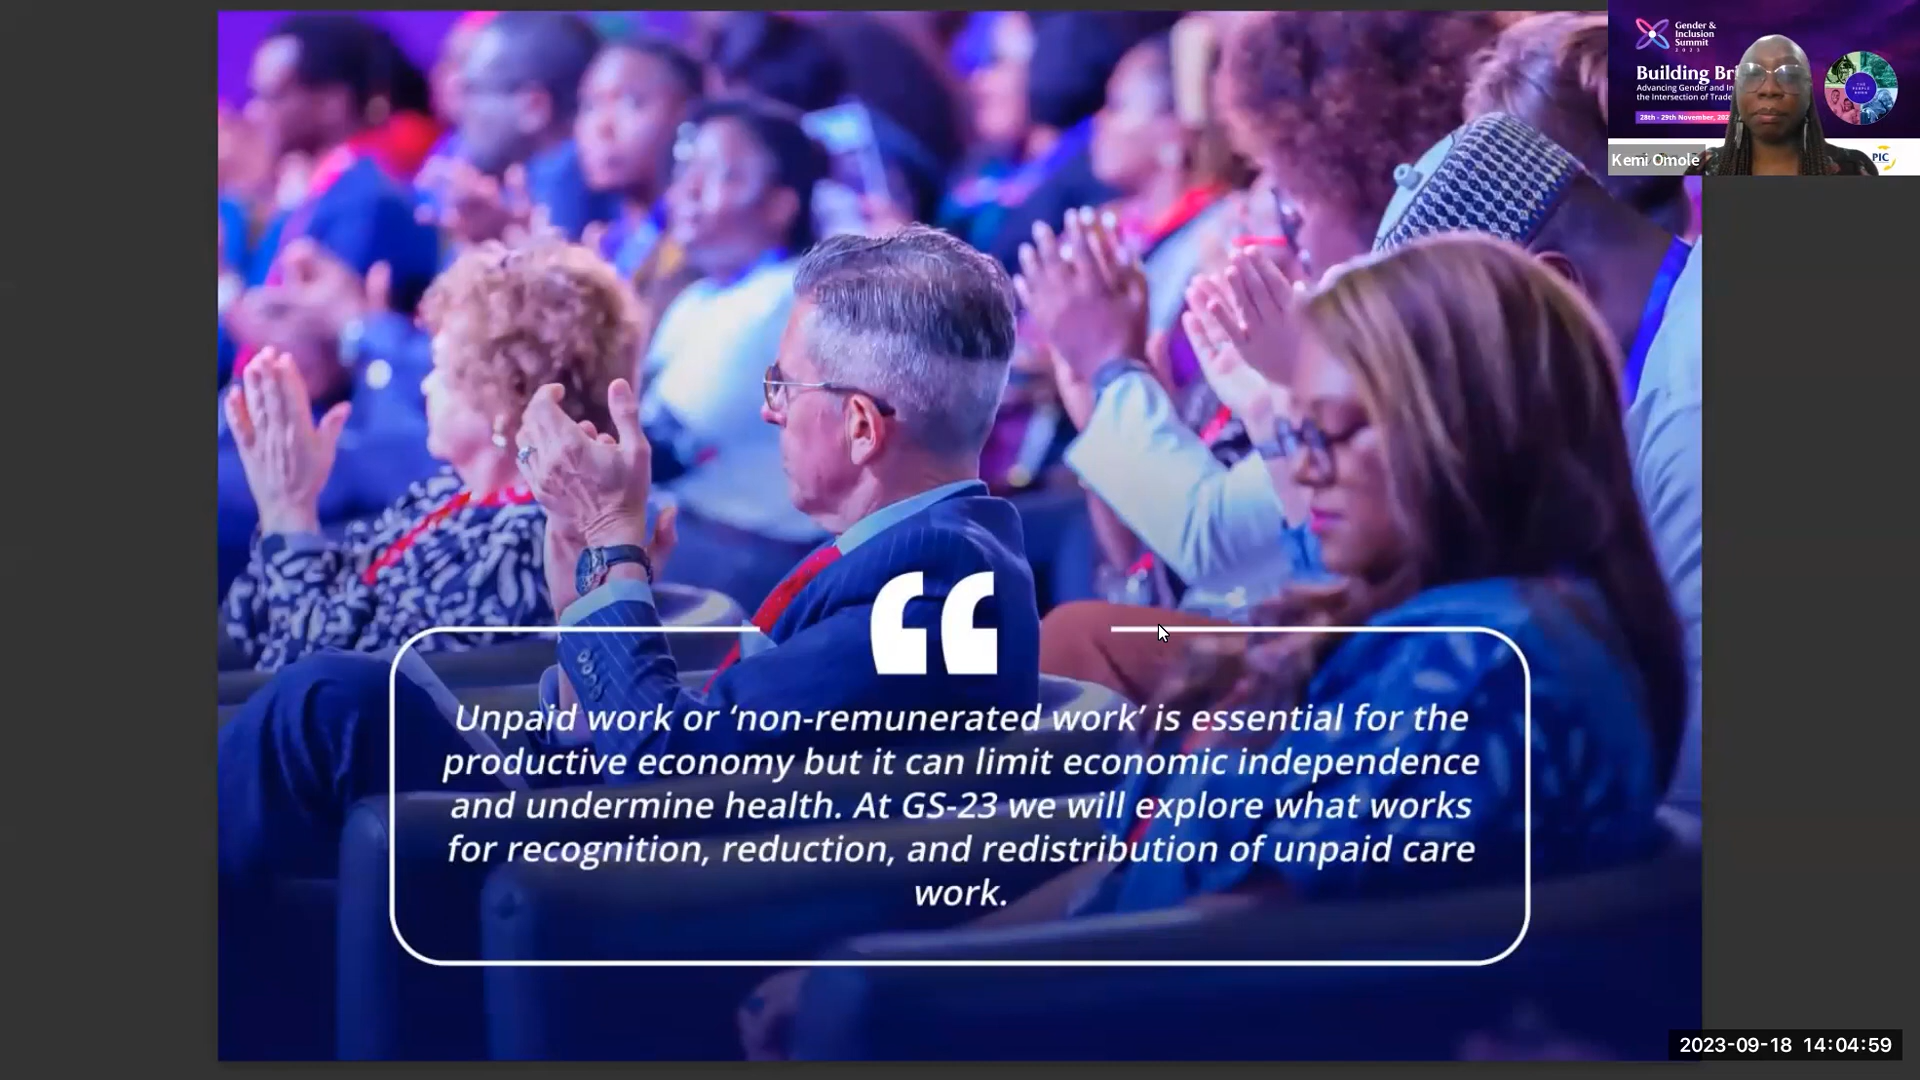 Gender &
Inclusion
Summit
2023
Building Bri
Advancing Gender and In
the Intersection of Trade
28th - 29th November, 202
Kemi Omole
PIC
“
Unpaid work or ‘non-remunerated work’ is essential for the
productive economy but it can limit economic independence
and undermine health. At GS-23 we will explore what works
for recognition, reduction, and redistribution of unpaid care
work.
2023-09-18 14:04:59